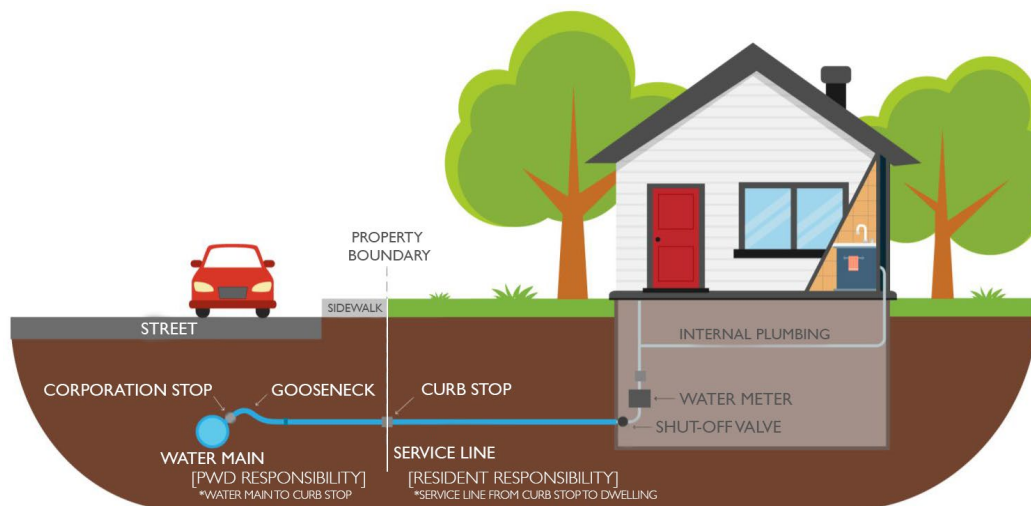 PROPERTY
BOUNDARY
SIDEWALK
STREET
INTERNAL PLUMBING
CORPORATION STOP
GOOSENECK
CURB STOP
WATER METER
SHUT-OFF VALVE
WATER MAIN
SERVICE LINE
[PWD RESPONSIBILITY]
*WATER MAIN TO CURB STOP
[RESIDENT RESPONSIBILITY]
*SERVICE LINE FROM CURB STOP TO DWELLING